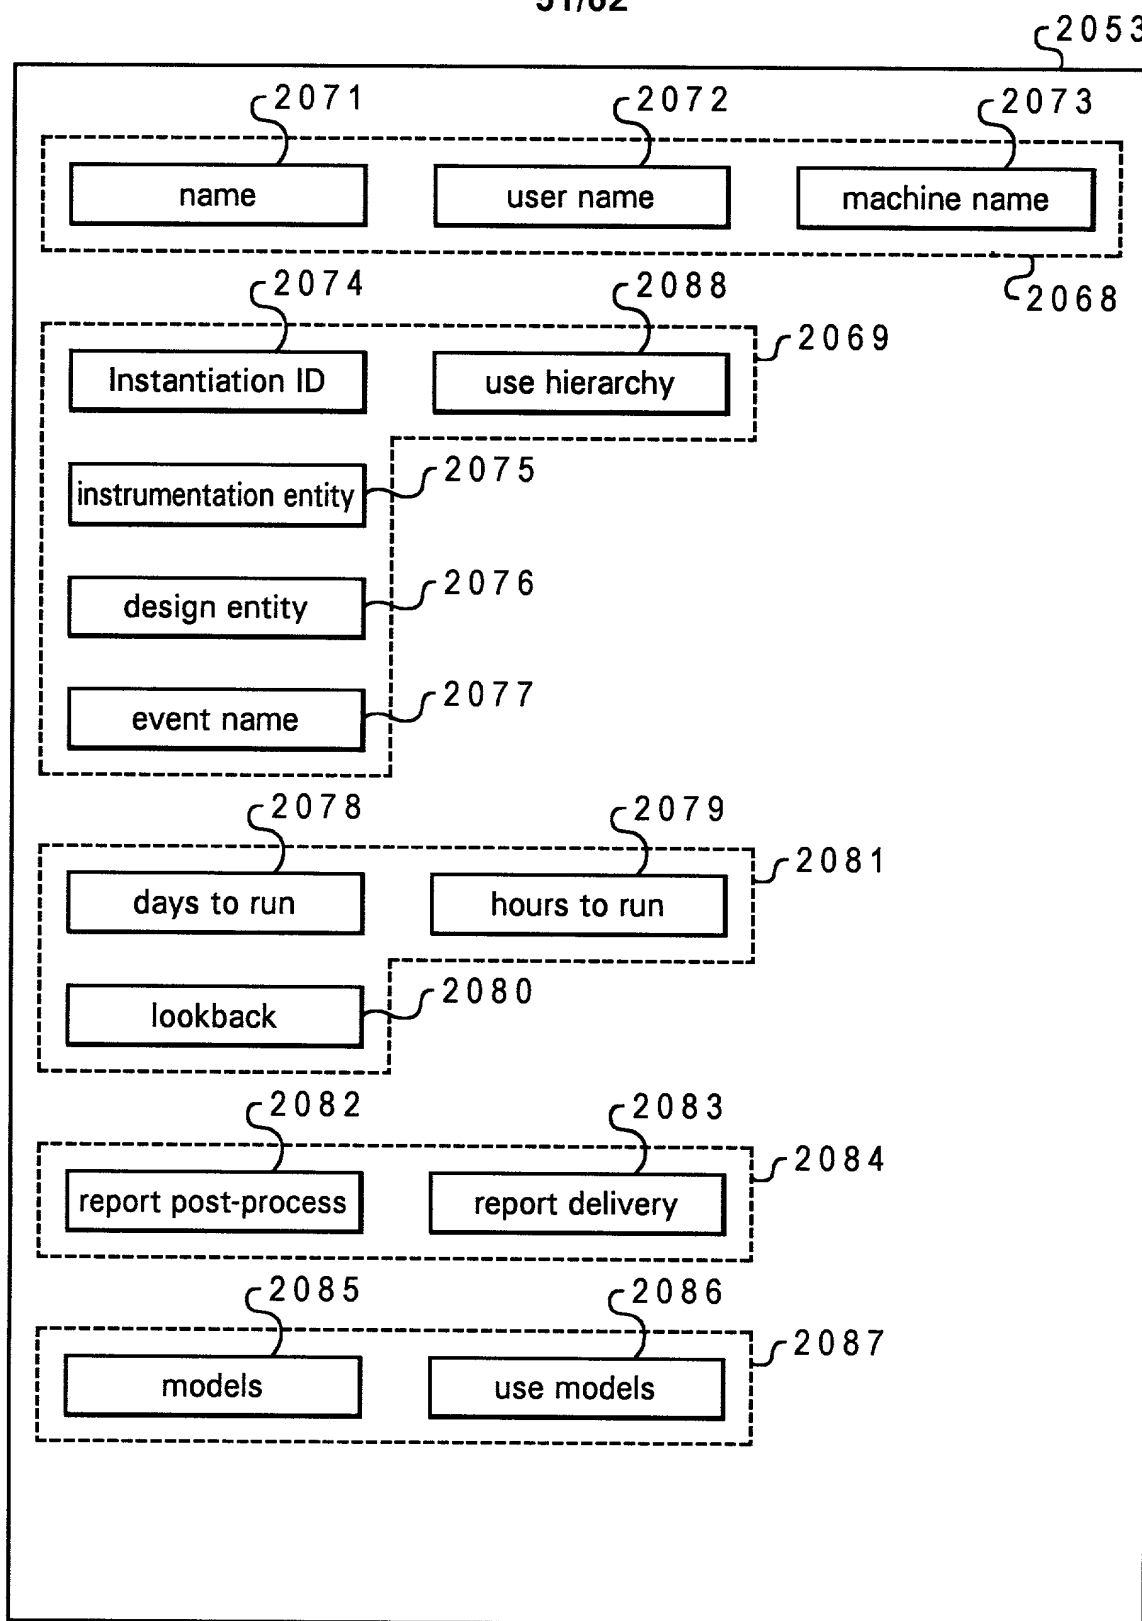 51/62
2053
2071
2072
2073
name
user name
machine name
2068
2074
2088
2069
Instantiation ID
use hierarchy
2075
instrumentation entity
2076
design entity
2077
event name
2078
2079
2081
days to run
hours to run
2080
lookback
2082
2083
2084
report post-process
report delivery
2085
2086
2087
models
use models